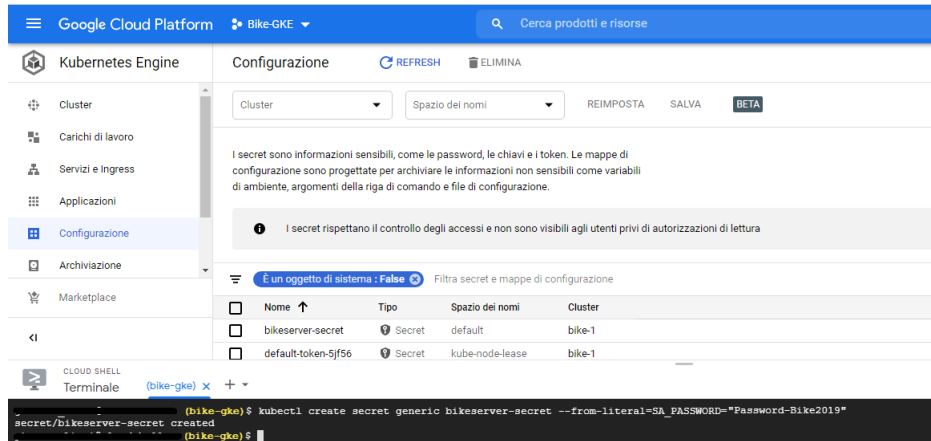 Google Cloud Platform Bike-GKE Cerca prodotti e risorse
Kubernetes Engine
Configurazione REFRESH ELIMINA
Cluster
Carichi di lavoro
Servizi e Ingress
Applicazioni
Configurazione
Archiviazione
Marketplace
Cluster Spazio dei nomi REIMPOSTA SALVA BETA
I secret sono informazioni sensibili, come le password, le chiavi e i token. Le mappe di
configurazione sono progettate per archiviare le informazioni non sensibili come variabili
di ambiente, argomenti della riga di comando e file di configurazione.
I secret rispettano il controllo degli accessi e non sono visibili agli utenti privi di autorizzazioni di lettura
È un oggetto di sistema : False Filtra secret e mappe di configurazione
Nome Tipo Spazio dei nomi Cluster
bikeserver-secret Secret default bike-1
default-token-5jf56 Secret kube-node-lease bike-1
CLOUD SHELL
Terminale (bike-gke)
(bike-gke)$ kubectl create secret generic bikeserver-secret --from-literal=SA_PASSWORD="Password-Bike2019"
secret/bikeserver-secret created
(bike-gke)$